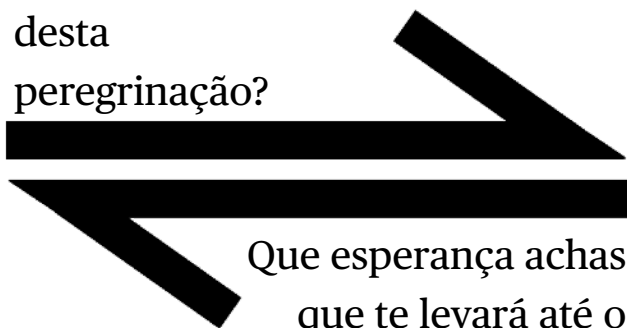 desta
peregrinação?
Que esperança achas
que te levará até o